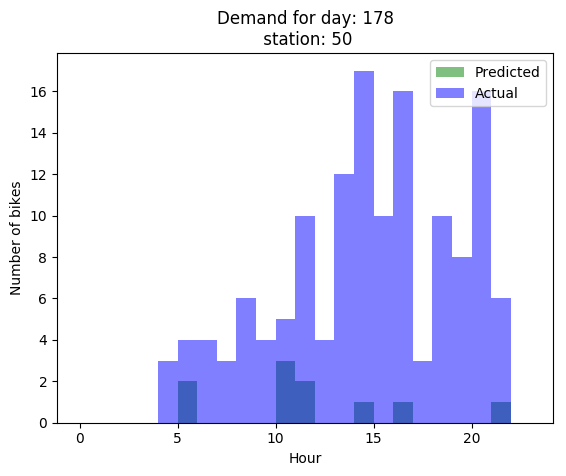 Demand for day: 178
station: 50
Predicted
Actual
Number of bikes
16
14
12
10
8
6
4
2
0
0 5 10 15 20
Hour